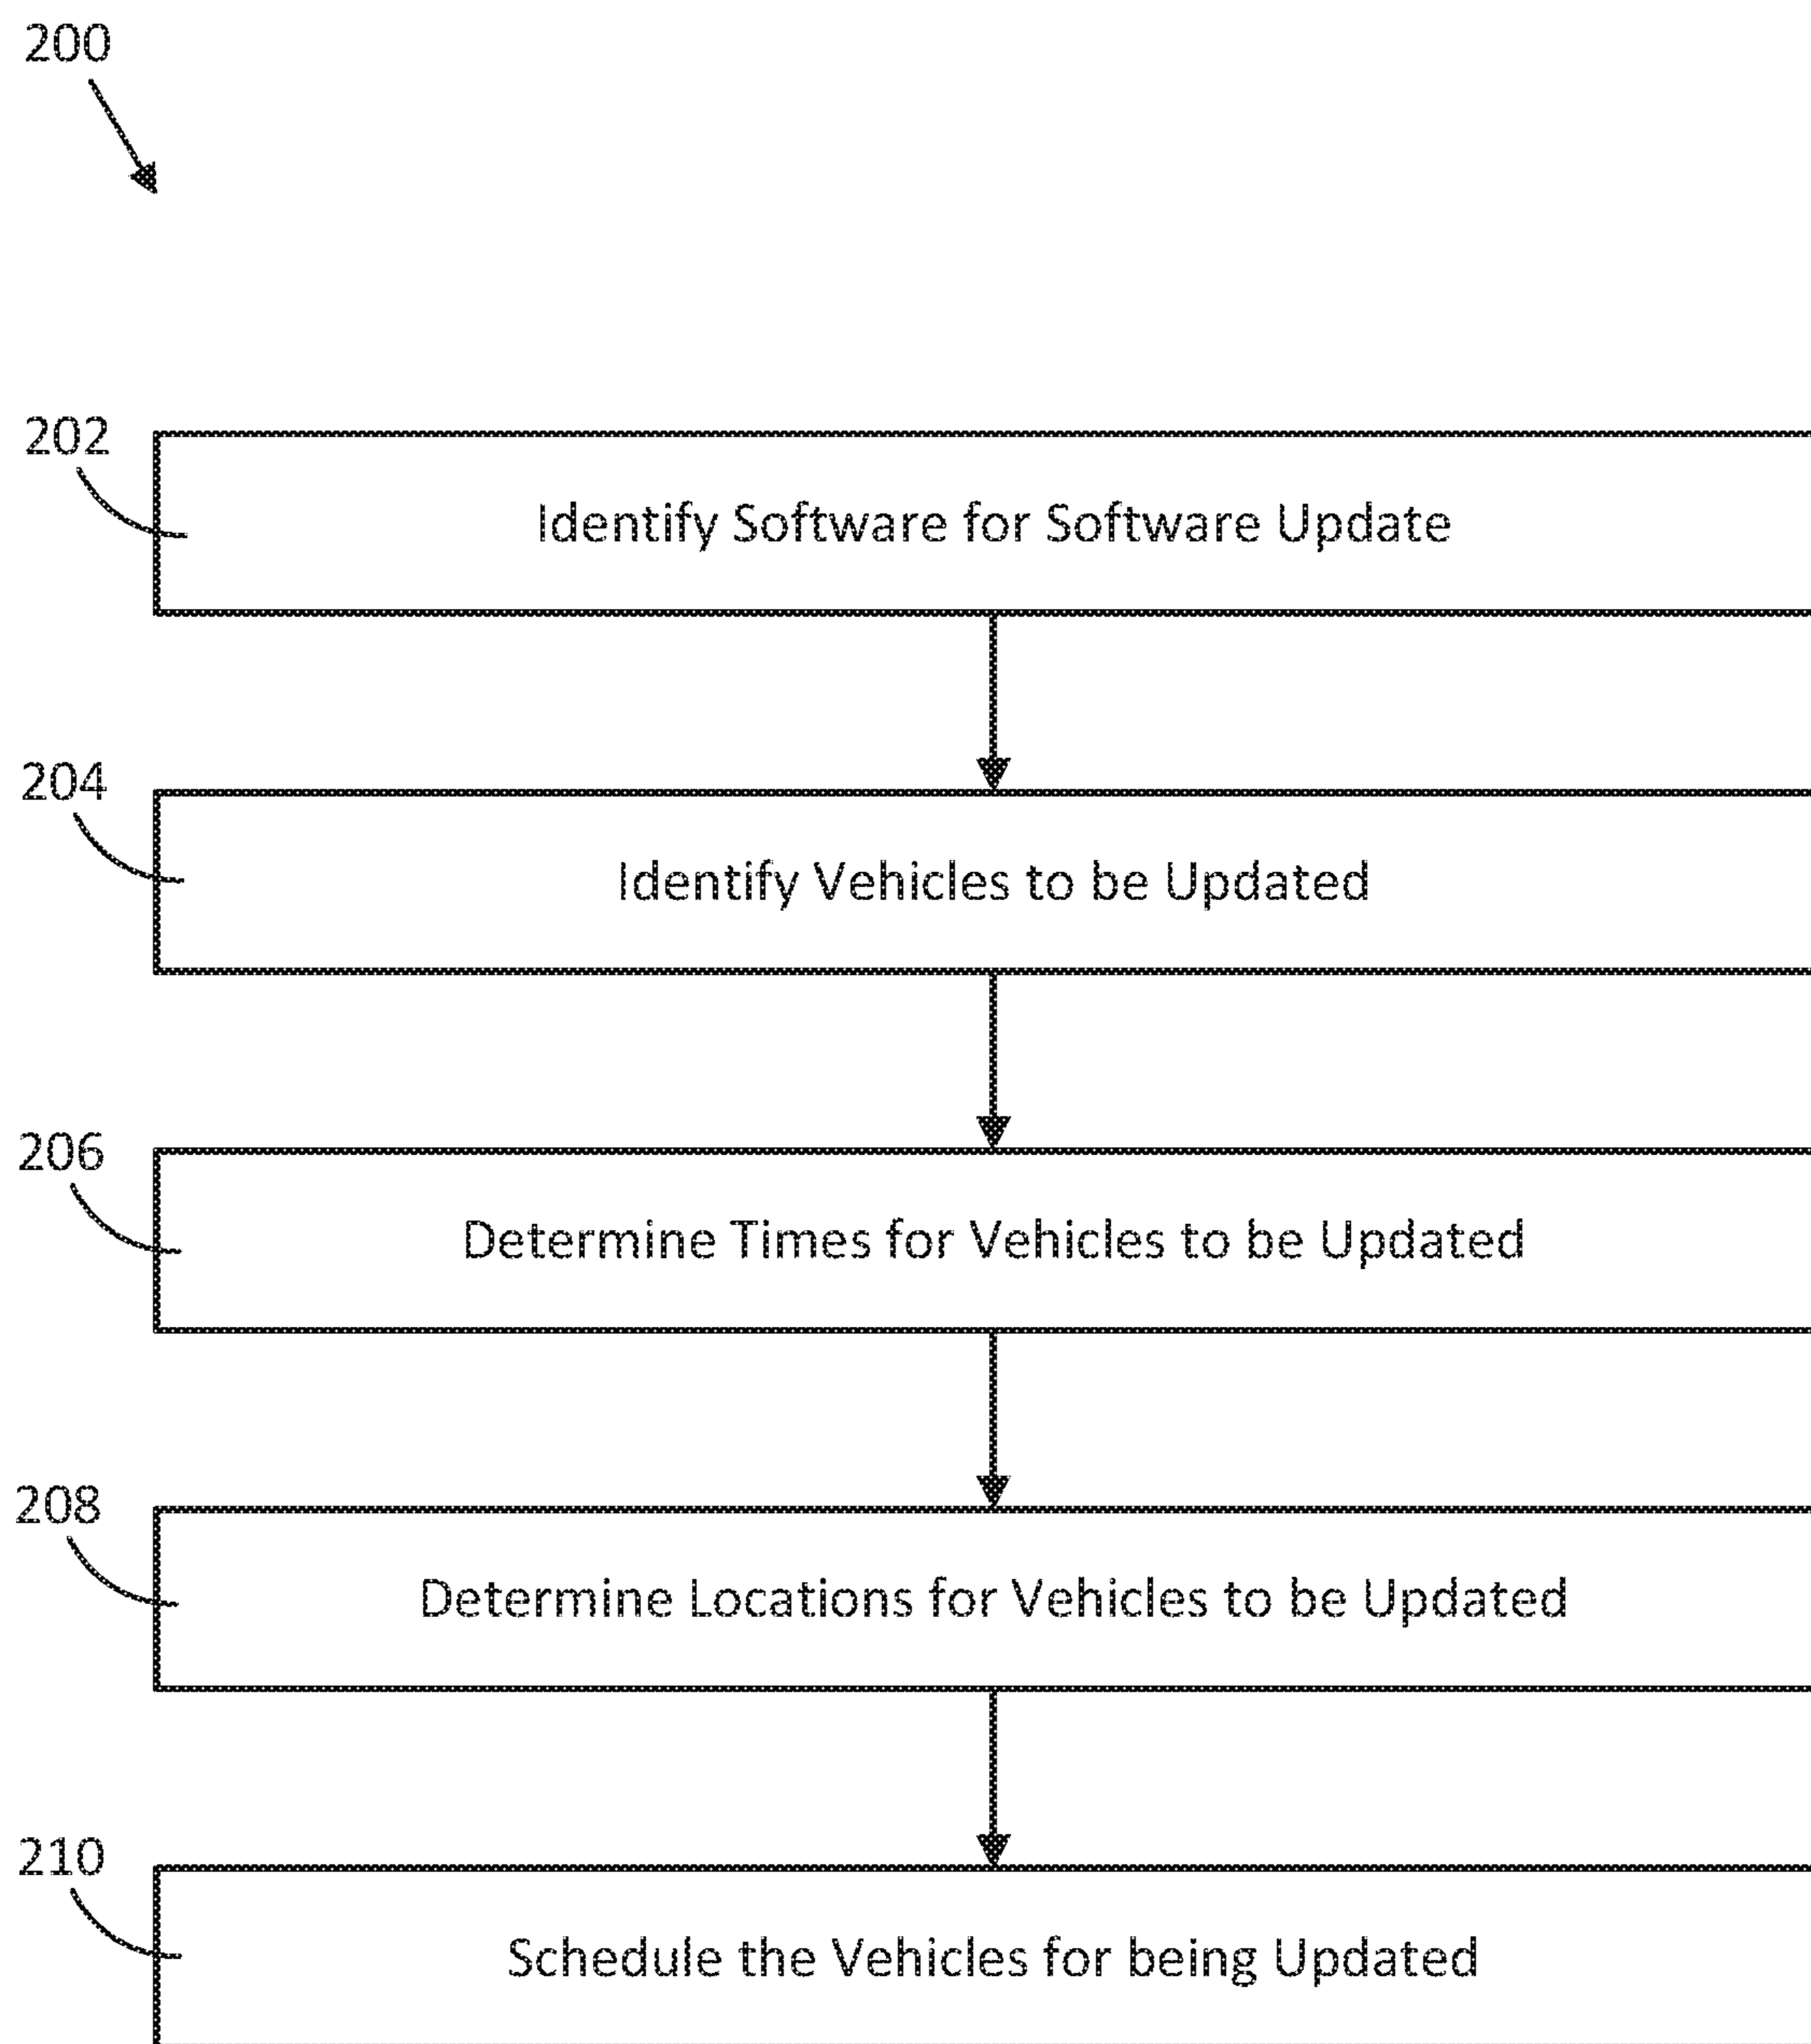 200
202
Identify Software for Software Update
204
Identify Vehicles to be Updated
206
Determine Times for Vehicles to be Updated
208
Determine Locations for Vehicles to be Updated
210
Schedule the Vehicles for being Updated